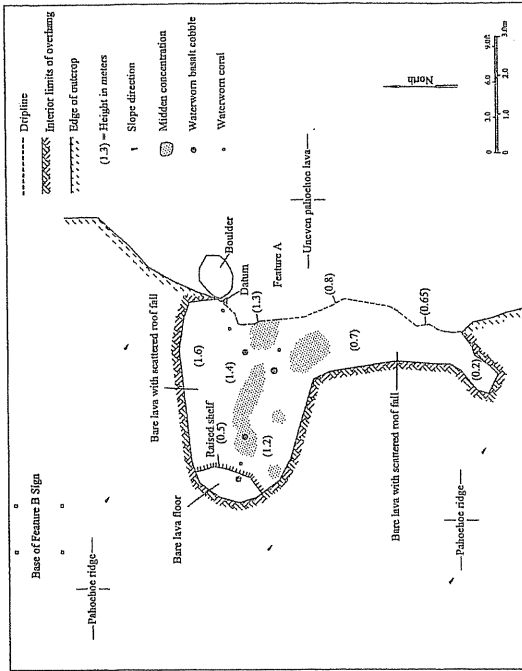 Dripline
Interior limits of overhang
Edge of outcrop
(1.3) = Height in meters
Slope direction
Midden concentration
Waterworn basalt cobble
Waterworn coral
Base of Feature B Sign
Pahoehoe ridge
Bare lava with scattered roof fall
Raised shelf
(0.5)
Bare lava floor
(1.6)
(1.4)
(1.2)
Boulder
Datum
Feature A
(1.3)
Uneven pahoehoe lava
(0.8)
(0.7)
(0.65)
(0.2)
Bare lava with scattered roof fall
Pahoehoe ridge
North
0 3.0 6.0 9.0ft
0 1.0 2.0 3.0m